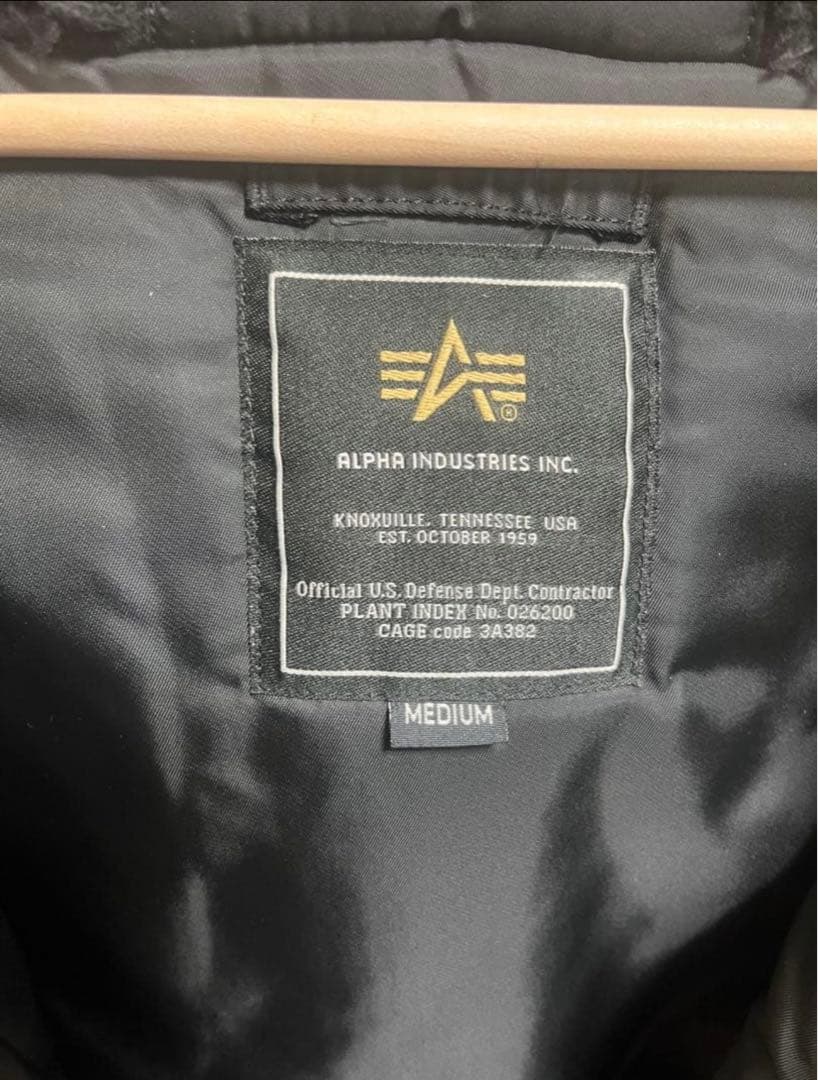 ALPHA INDUSTRIES INC.
KNOXVILLE. TENNESSEE USA
EST. OCTOBER 1959
Official U.S. Defense Dept. Contractor
PLANT INDEX No. 026200
CAGE code 3A382
MEDIUM